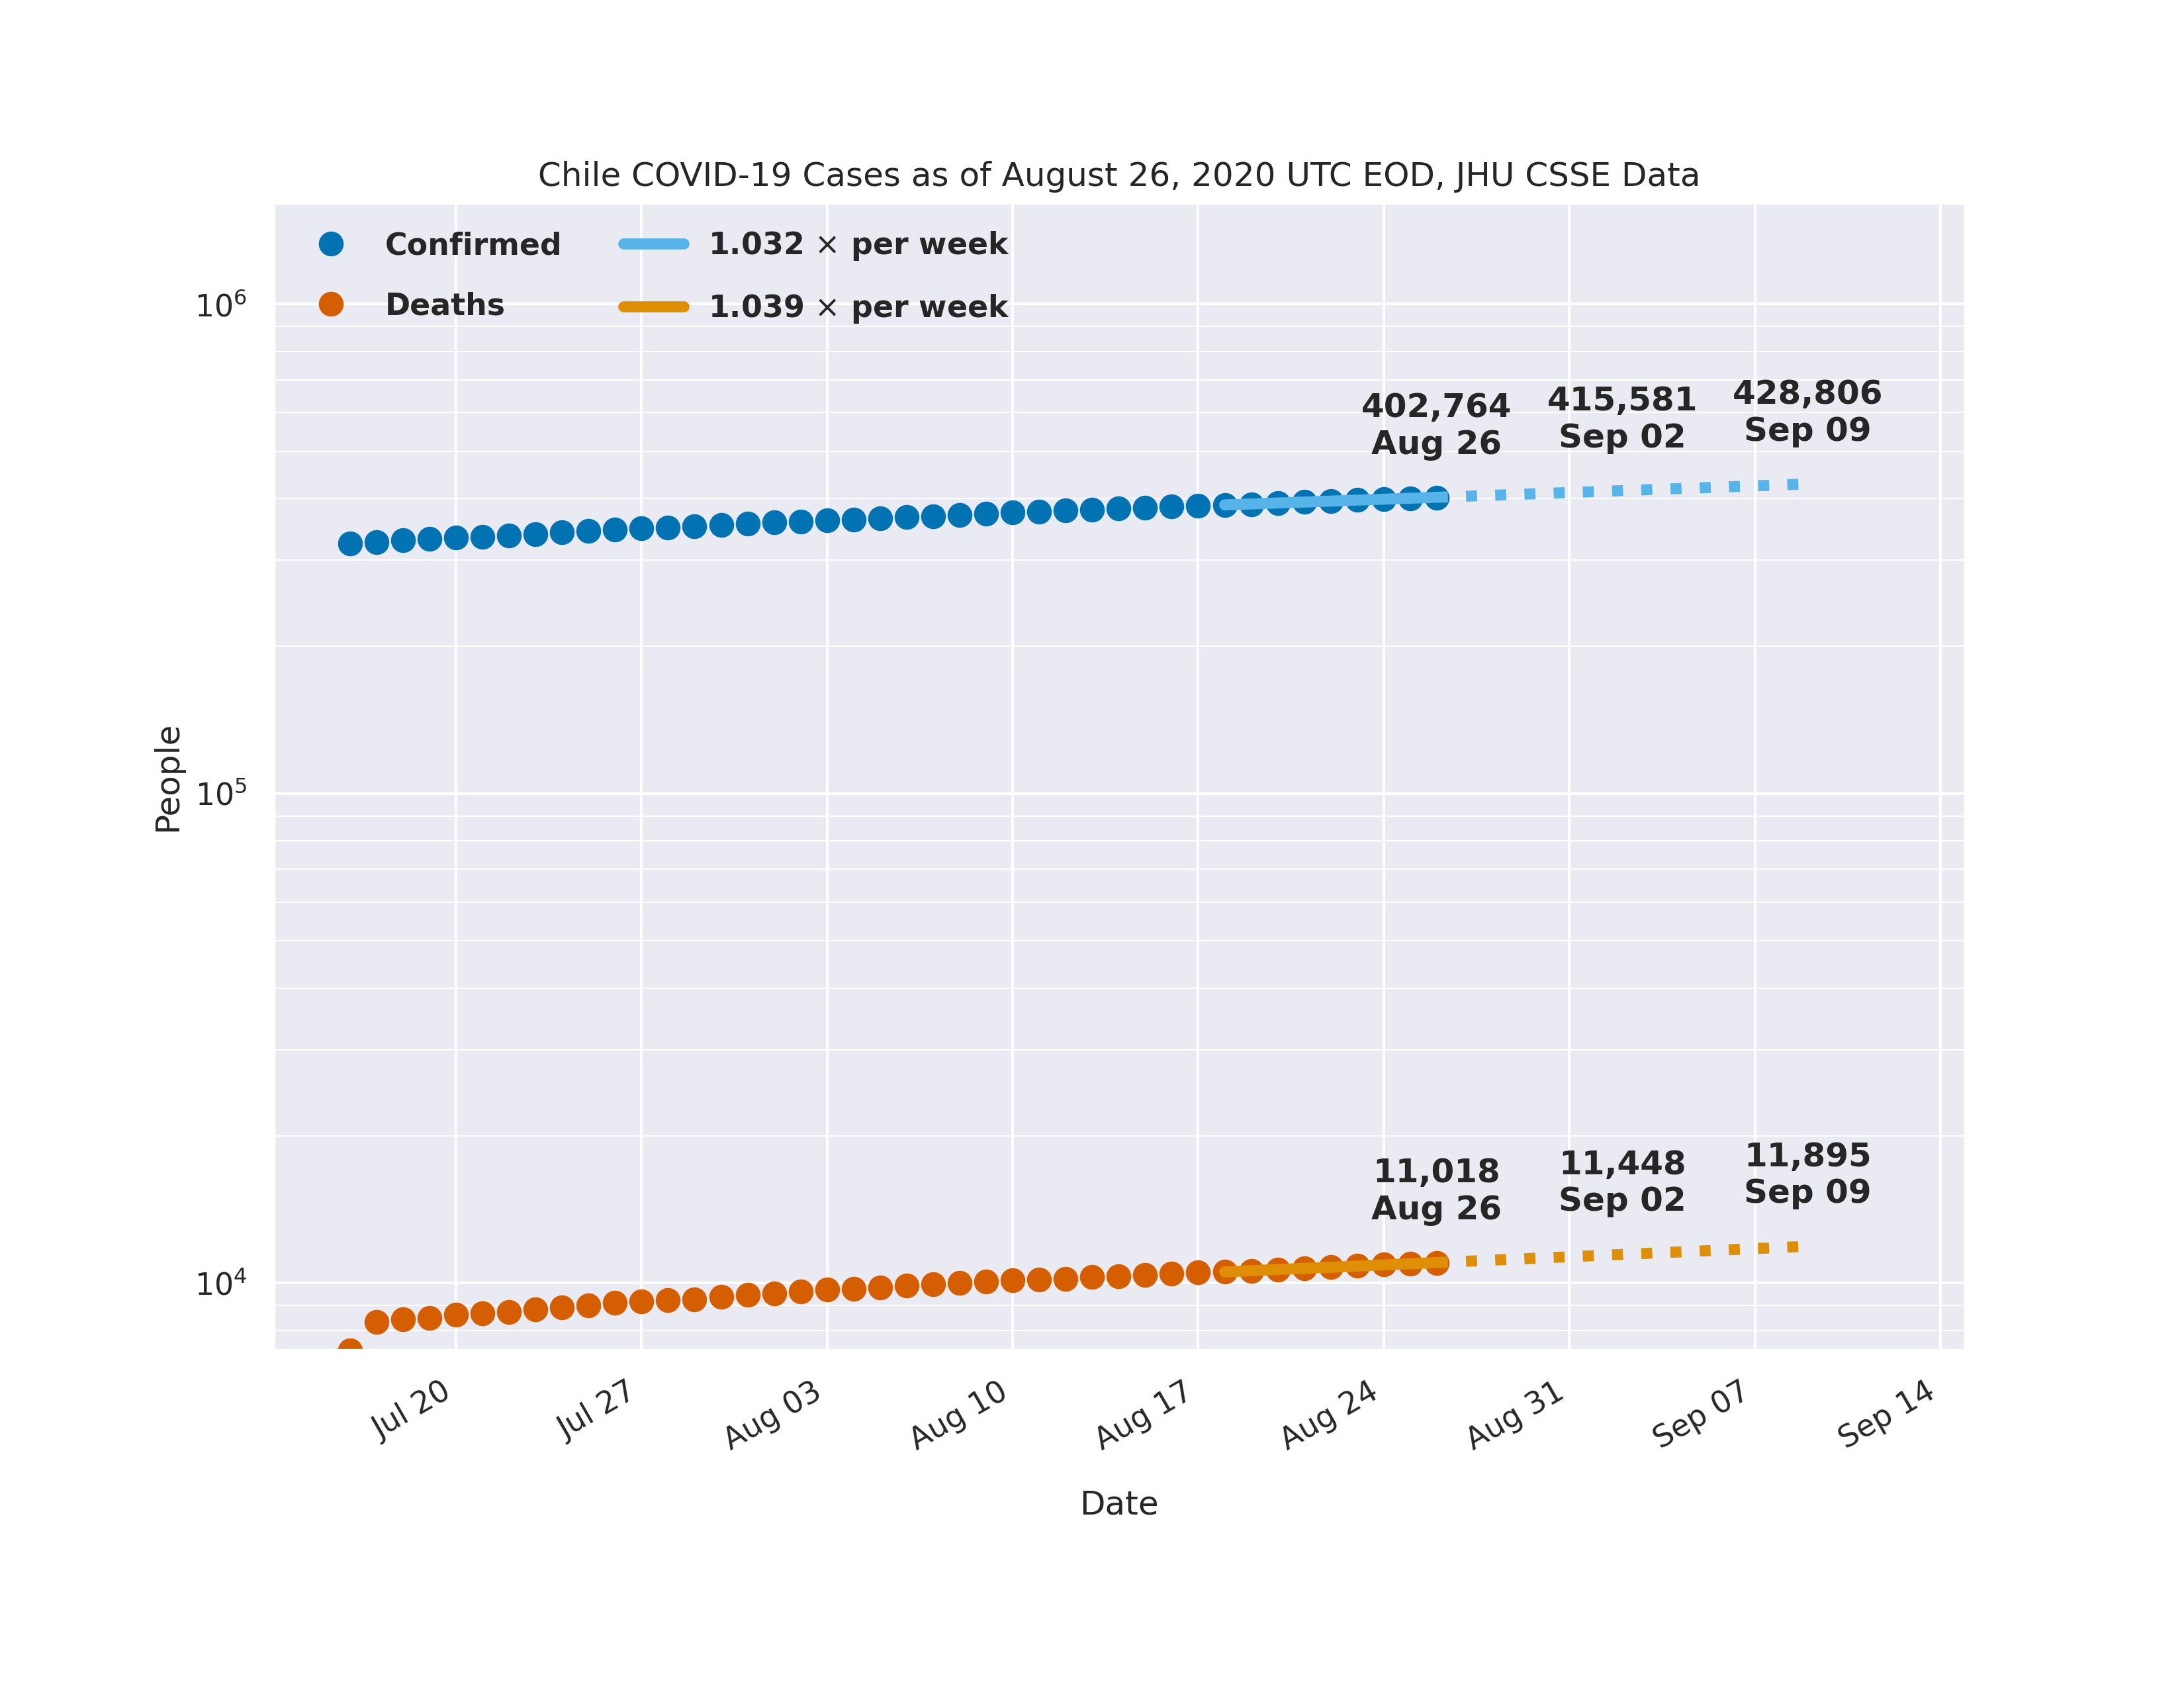 Chile COVID-19 Cases as of August 26, 2020 UTC EOD, JHU CSSE Data
Confirmed
Deaths
1.032 × per week
1.039 × per week
10⁶
10⁵
10⁴
People
402,764
Aug 26
415,581
Sep 02
428,806
Sep 09
11,018
Aug 26
11,448
Sep 02
11,895
Sep 09
Jul 20
Jul 27
Aug 03
Aug 10
Aug 17
Aug 24
Aug 31
Sep 07
Sep 14
Date